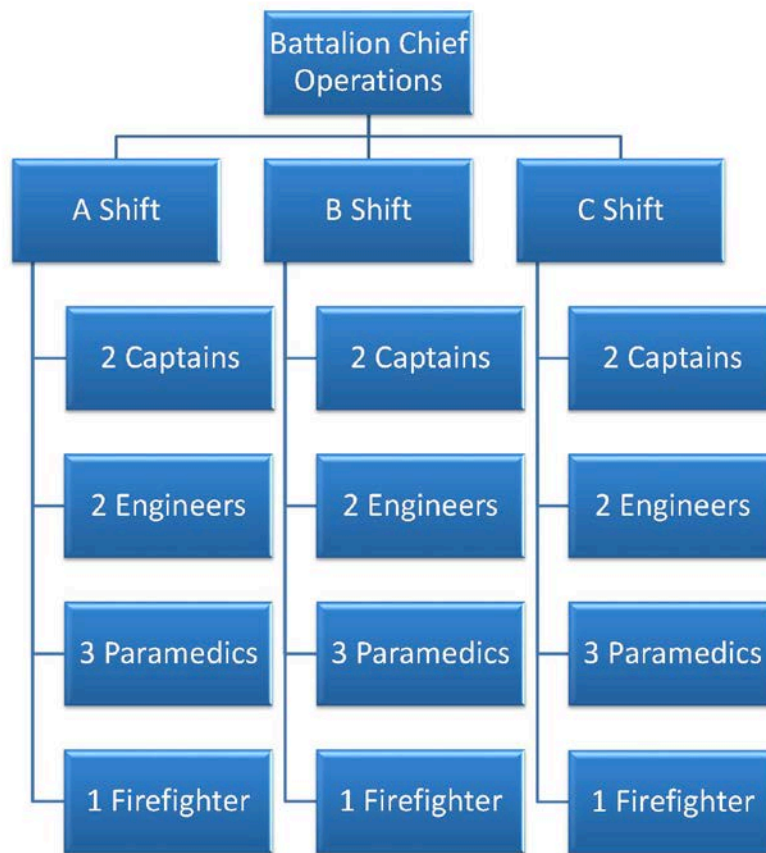 Battalion Chief
Operations
A Shift
B Shift
C Shift
2 Captains
2 Captains
2 Captains
2 Engineers
2 Engineers
2 Engineers
3 Paramedics
3 Paramedics
3 Paramedics
1 Firefighter
1 Firefighter
1 Firefighter